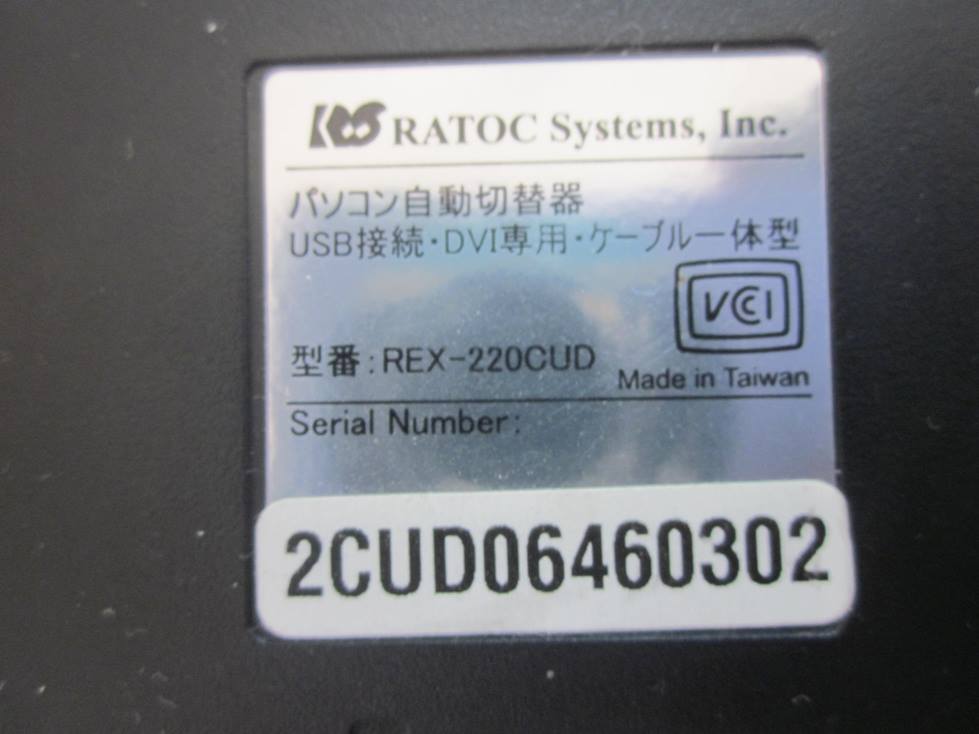 RATOC Systems, Inc.
パソコン自動切替器
USB接続・DVI専用・ケーブル一体型
VCCI
型番:REX-220CUD
Made in Taiwan
Serial Number:
2CUD06460302